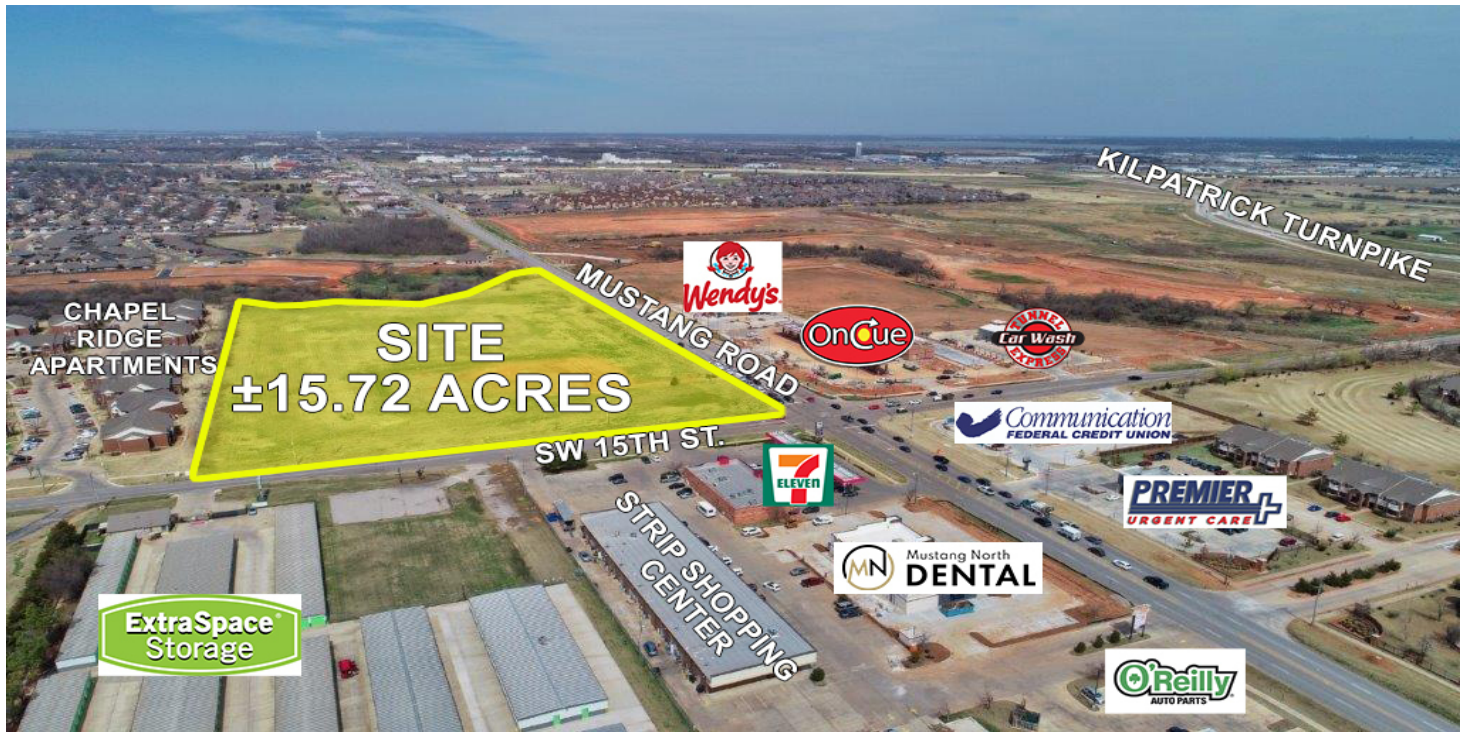 KILPATRICK TURNPIKE
MUSTANG ROAD
Wendy's
OnCue
TUNNEL
Car Wash
EXPRESS
CHAPEL
RIDGE
APARTMENTS
SITE
±15.72 ACRES
SW 15TH ST.
Communication
FEDERAL CREDIT UNION
7
ELEVEN
PREMIER
URGENT CARE
STRIP SHOPPING
CENTER
MN
Mustang North
DENTAL
ExtraSpace
Storage
O'Reilly
AUTO PARTS